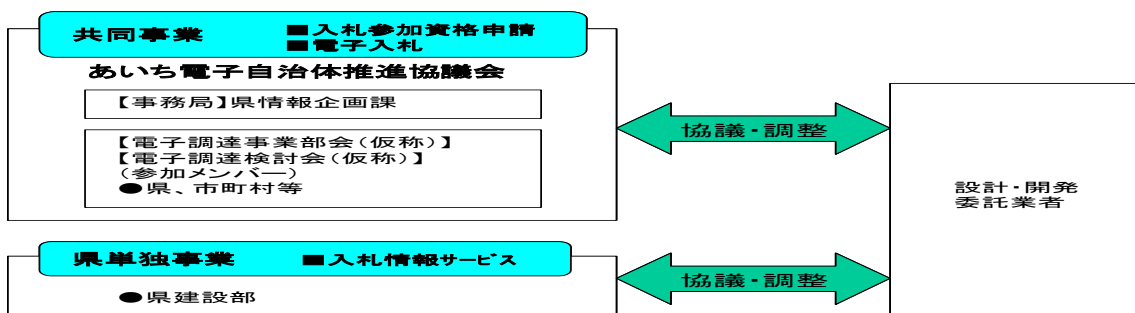 共同事業 ■入札参加資格申請
■電子入札
あいち電子自治体推進協議会
【事務局】県情報企画課
【電子調達事業部会(仮称)】
【電子調達検討会(仮称)】
(参加メンバー)
●県、市町村等
協議・調整
設計・開発
委託業者
県単独事業 ■入札情報サービス
協議・調整
●県建設部